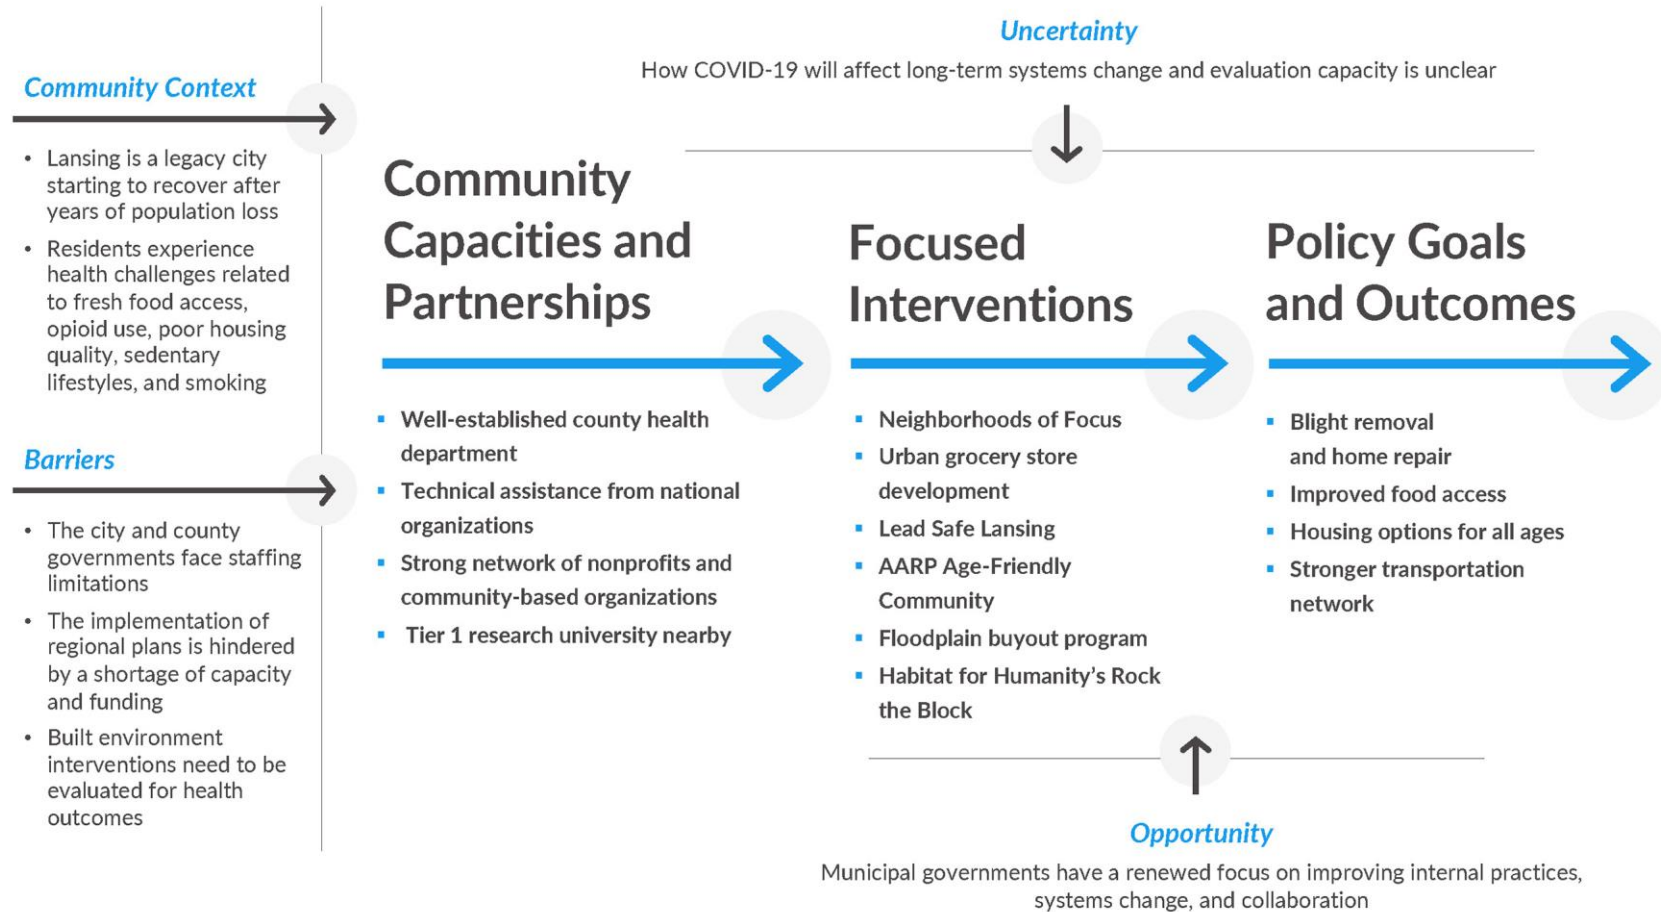 Community Context
• Lansing is a legacy city
starting to recover after
years of population loss
• Residents experience
health challenges related
to fresh food access,
opioid use, poor housing
quality, sedentary
lifestyles, and smoking
Barriers
• The city and county
governments face staffing
limitations
• The implementation of
regional plans is hindered
by a shortage of capacity
and funding
• Built environment
interventions need to be
evaluated for health
outcomes
Uncertainty
How COVID-19 will affect long-term systems change and evaluation capacity is unclear
Community
Capacities and
Partnerships
▪ Well-established county health
department
▪ Technical assistance from national
organizations
▪ Strong network of nonprofits and
community-based organizations
▪ Tier 1 research university nearby
Focused
Interventions
▪ Neighborhoods of Focus
▪ Urban grocery store
development
▪ Lead Safe Lansing
▪ AARP Age-Friendly
Community
▪ Floodplain buyout program
▪ Habitat for Humanity’s Rock
the Block
Policy Goals
and Outcomes
▪ Blight removal
and home repair
▪ Improved food access
▪ Housing options for all ages
▪ Stronger transportation
network
Opportunity
Municipal governments have a renewed focus on improving internal practices,
systems change, and collaboration